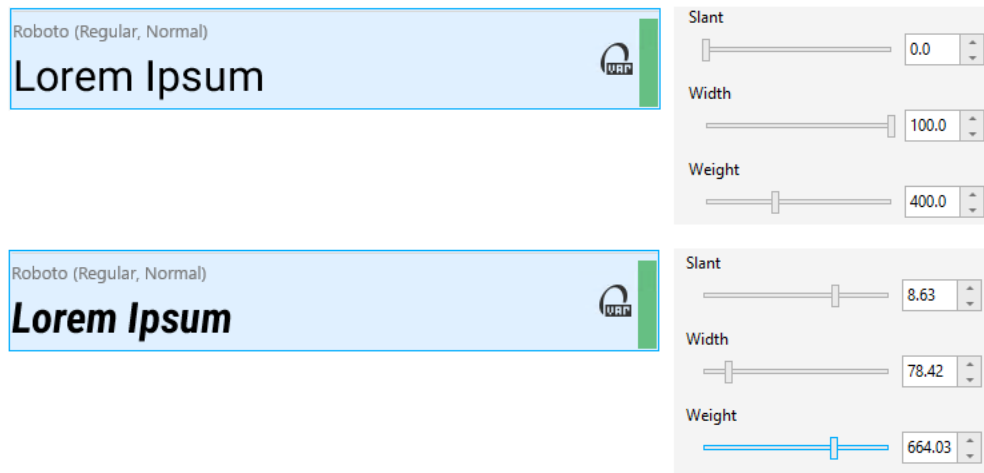 Roboto (Regular, Normal)
Lorem Ipsum
VAR
Slant
0.0
Width
100.0
Weight
400.0
Roboto (Regular, Normal)
Lorem Ipsum
VAR
Slant
8.63
Width
78.42
Weight
664.03